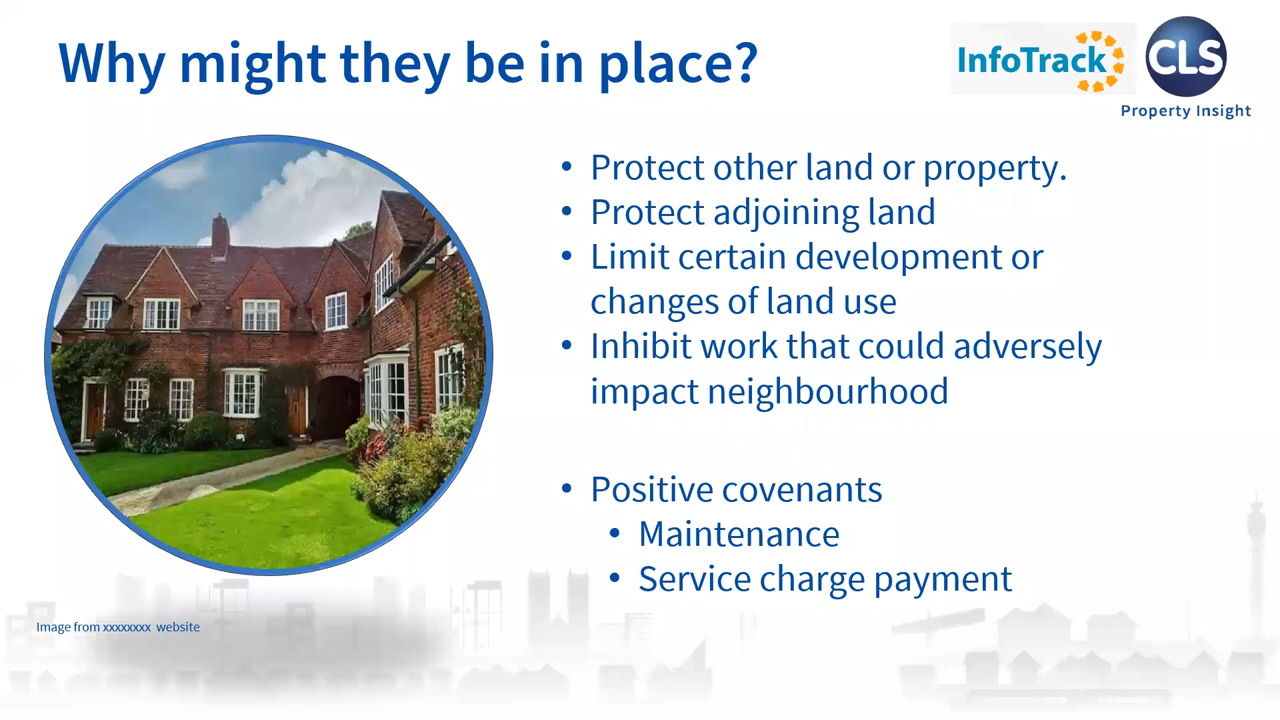 Why might they be in place?
InfoTrack
CLS
Property Insight
• Protect other land or property.
• Protect adjoining land
• Limit certain development or
changes of land use
• Inhibit work that could adversely
impact neighbourhood
• Positive covenants
• Maintenance
• Service charge payment
Image from xxxxxxxx website